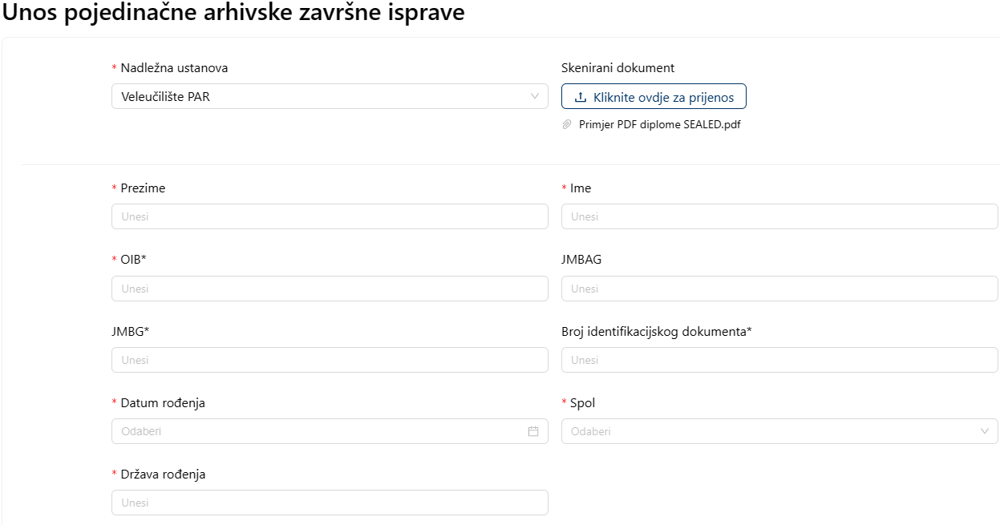 Unos pojedinačne arhivske završne isprave
* Nadležna ustanova
Skenirani dokument
Veleučilište PAR
Kliknite ovdje za prijenos
Primjer PDF diplome SEALED.pdf
* Prezime
* Ime
Unesi
Unesi
* OIB*
JMBAG
Unesi
Unesi
JMBG*
Broj identifikacijskog dokumenta*
Unesi
Unesi
* Datum rođenja
* Spol
Odaberi
Odaberi
* Država rođenja
Unesi